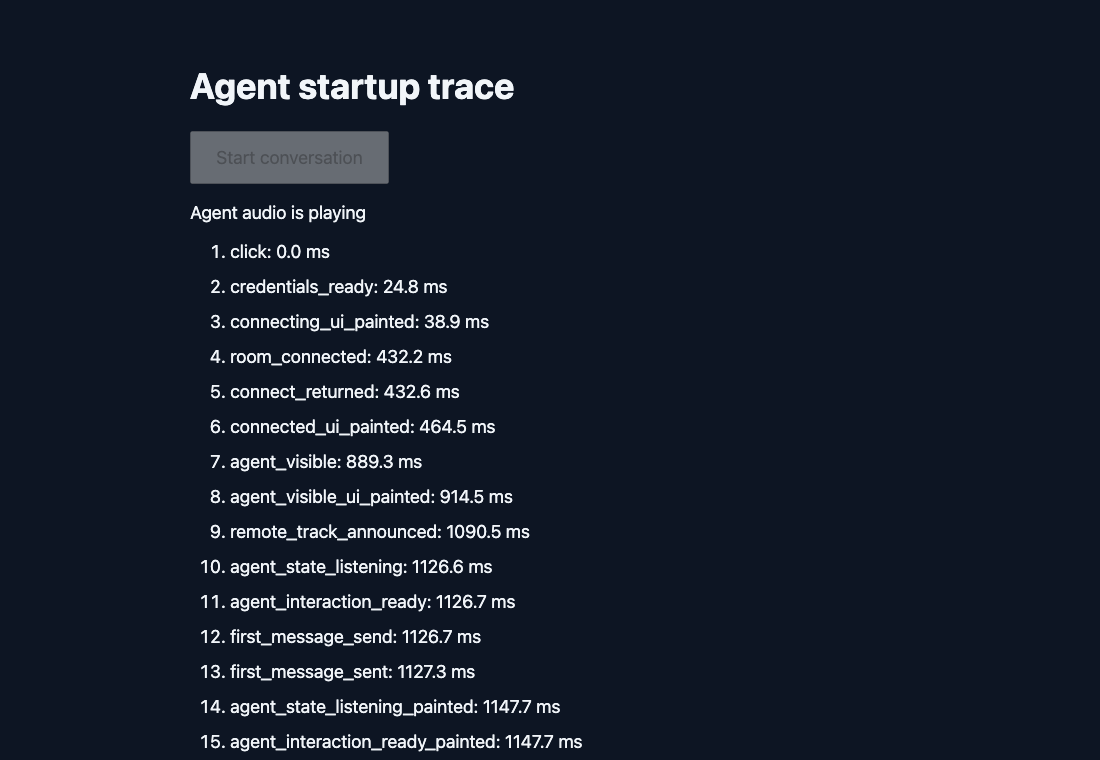 Agent startup trace
Start conversation
Agent audio is playing
1. click: 0.0 ms
2. credentials_ready: 24.8 ms
3. connecting_ui_painted: 38.9 ms
4. room_connected: 432.2 ms
5. connect_returned: 432.6 ms
6. connected_ui_painted: 464.5 ms
7. agent_visible: 889.3 ms
8. agent_visible_ui_painted: 914.5 ms
9. remote_track_announced: 1090.5 ms
10. agent_state_listening: 1126.6 ms
11. agent_interaction_ready: 1126.7 ms
12. first_message_send: 1126.7 ms
13. first_message_sent: 1127.3 ms
14. agent_state_listening_painted: 1147.7 ms
15. agent_interaction_ready_painted: 1147.7 ms